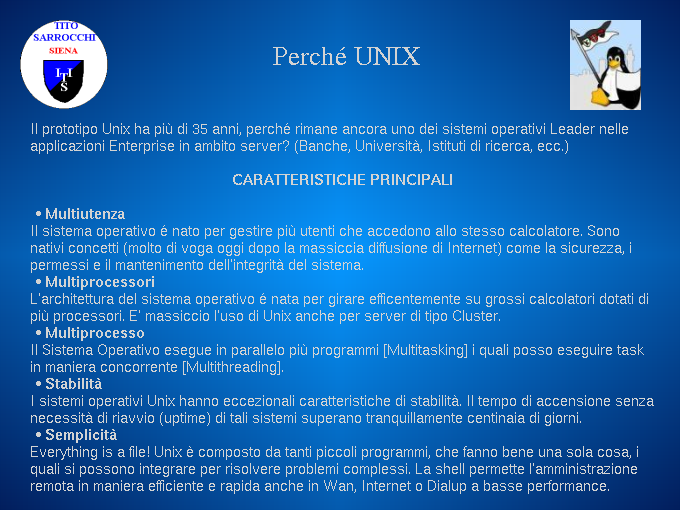 TITO
SARROCCHI
SIENA
I T I
S
Perché UNIX
Il prototipo Unix ha più di 35 anni, perché rimane ancora uno dei sistemi operativi Leader nelle
applicazioni Enterprise in ambito server? (Banche, Università, Istituti di ricerca, ecc.)
CARATTERISTICHE PRINCIPALI
• Multiutenza
Il sistema operativo é nato per gestire più utenti che accedono allo stesso calcolatore. Sono
nativi concetti (molto di voga oggi dopo la massiccia diffusione di Internet) come la sicurezza, i
permessi e il mantenimento dell'integrità del sistema.
• Multiprocessori
L'architettura del sistema operativo é nata per girare efficentemente su grossi calcolatori dotati di
più processori. E' massiccio l'uso di Unix anche per server di tipo Cluster.
• Multiprocesso
Il Sistema Operativo esegue in parallelo più programmi [Multitasking] i quali posso eseguire task
in maniera concorrente [Multithreading].
• Stabilità
I sistemi operativi Unix hanno eccezionali caratteristiche di stabilità. Il tempo di accensione senza
necessità di riavvio (uptime) di tali sistemi superano tranquillamente centinaia di giorni.
• Semplicità
Everything is a file! Unix è composto da tanti piccoli programmi, che fanno bene una sola cosa, i
quali si possono integrare per risolvere problemi complessi. La shell permette l'amministrazione
remota in maniera efficiente e rapida anche in Wan, Internet o Dialup a basse performance.